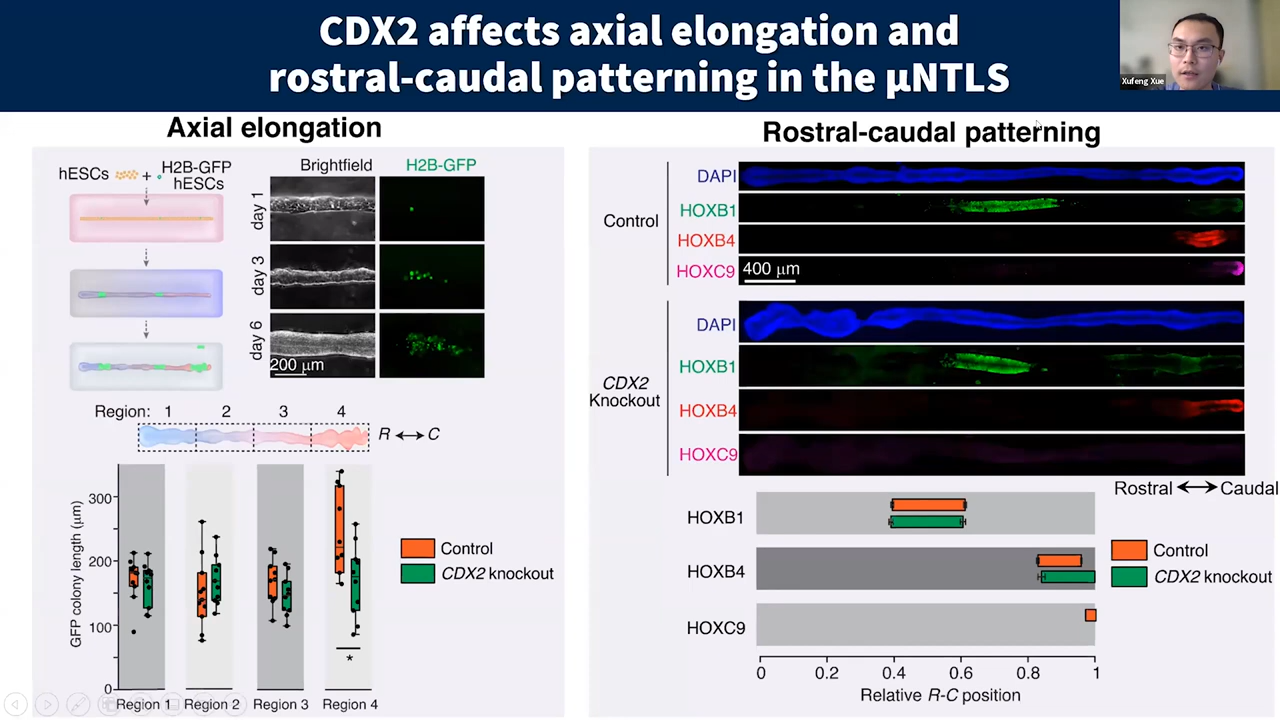 CDX2 affects axial elongation and
rostral-caudal patterning in the µNTLS
Xufeng Xue
Axial elongation
hESCs + H2B-GFP
hESCs
Brightfield
H2B-GFP
day 1
day 3
day 6
200 µm
Region: 1 2 3 4
R C
GFP colony length (µm)
300
200
100
0
Region 1 Region 2 Region 3 Region 4
*
Control
CDX2 knockout
Rostral-caudal patterning
Control
DAPI
HOXB1
HOXB4
HOXC9
400 µm
CDX2
Knockout
DAPI
HOXB1
HOXB4
HOXC9
Rostral Caudal
HOXB1
HOXB4
HOXC9
Control
CDX2 knockout
0 0.2 0.4 0.6 0.8 1
Relative R-C position